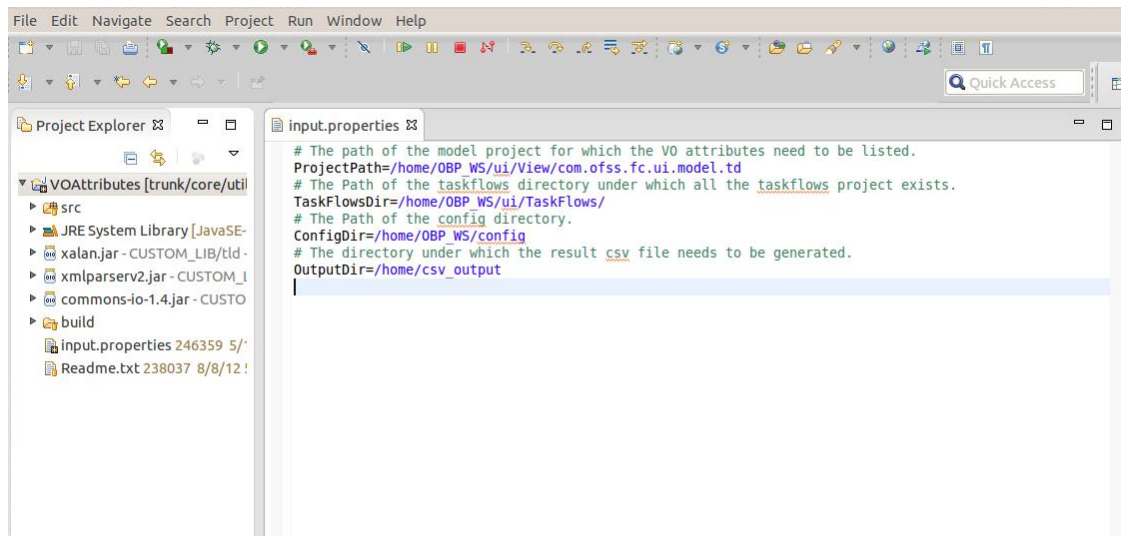 File Edit Navigate Search Project Run Window Help
Quick Access
Project Explorer
VOAttributes [trunk/core/util
src
JRE System Library [JavaSE-
xalan.jar - CUSTOM_LIB/tld -
xmlparserv2.jar - CUSTOM_L
commons-io-1.4.jar - CUSTO
build
input.properties 246359 5/1
Readme.txt 238037 8/8/12 5
input.properties
# The path of the model project for which the VO attributes need to be listed.
ProjectPath=/home/OBP_WS/ui/View/com.ofss.fc.ui.model.td
# The Path of the taskflows directory under which all the taskflows project exists.
TaskFlowsDir=/home/OBP_WS/ui/TaskFlows/
# The Path of the config directory.
ConfigDir=/home/OBP_WS/config
# The directory under which the result csv file needs to be generated.
OutputDir=/home/csv_output